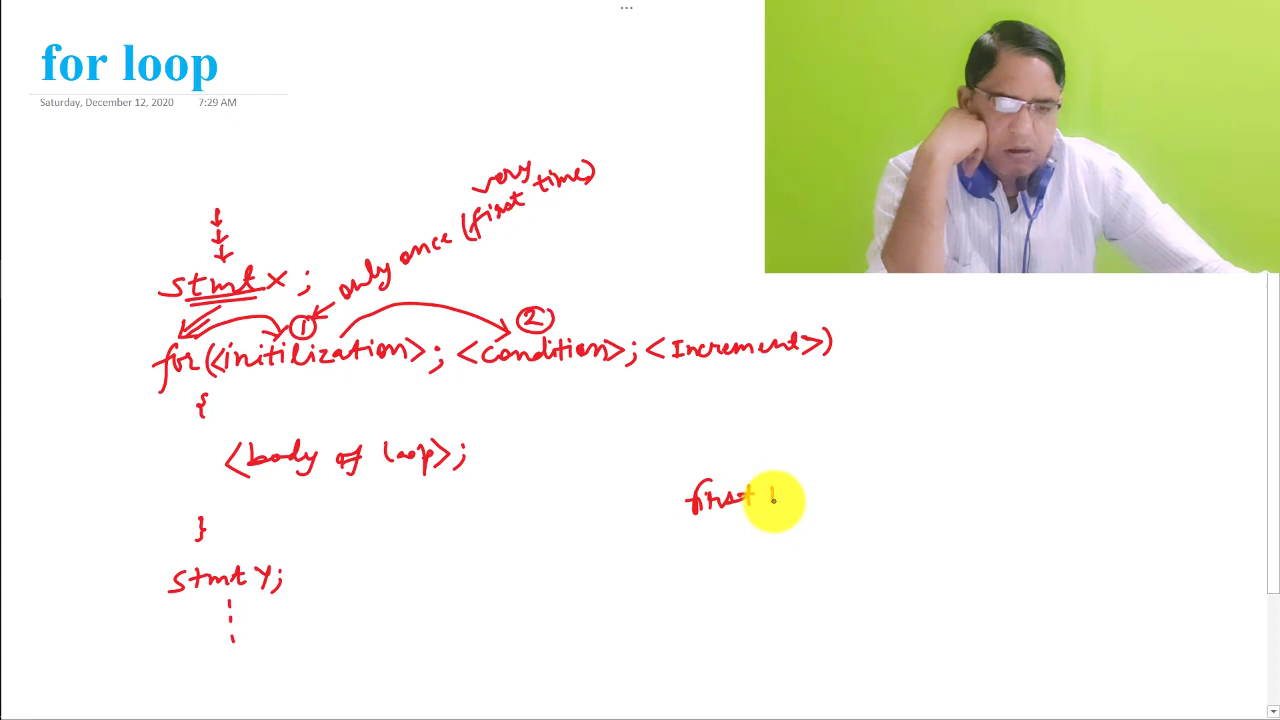 for loop
Saturday, December 12, 2020 7:29 AM
only once (very first time)
stmt x ;
① ②
for(<initilization>; <condition>; <Increment>)
{
<body of loop>;
first
}
stmt Y;